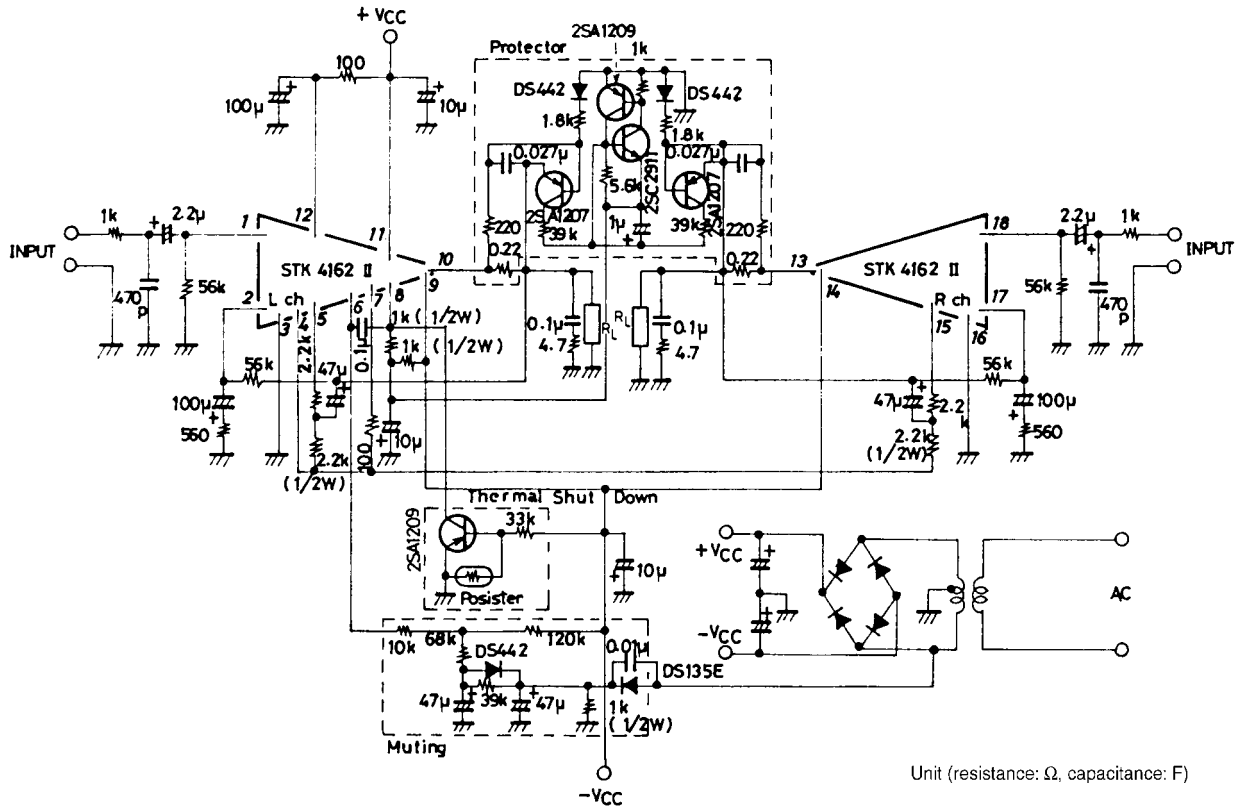 + VCC
100
100μ
+
10μ
+
Protector
2SA1209
1k
DS442
DS442
1.8k
1.8k
0.027μ
0.027μ
2SC2911
5.6k
2SA1207
2SA1207
39k
1μ
+
39k
220
220
0.22
0.22
INPUT
1k
2.2μ
+
470
p
56k
1
12
11
10
9
STK 4162 II
L ch
2
3
4
5
6
7
8
13
14
STK 4162 II
R ch
15
16
17
18
2.2μ
+
1k
INPUT
56k
470
p
1k (1/2W)
1k
(1/2W)
0.1μ
2.2k
47μ
+
0.1μ
4.7
RL
RL
0.1μ
4.7
56k
100μ
+
560
2.2k
(1/2W)
100
+
10μ
47μ
+
2.2
k
2.2k
(1/2W)
56k
100μ
+
560
Thermal Shut Down
2SA1209
33k
Posister
10μ
+
+VCC
+
+
-VCC
AC
10k
68k
120k
DS442
0.01μ
DS135E
47μ
+
39k
+
47μ
1k
(1/2W)
Muting
-VCC
Unit (resistance: Ω, capacitance: F)